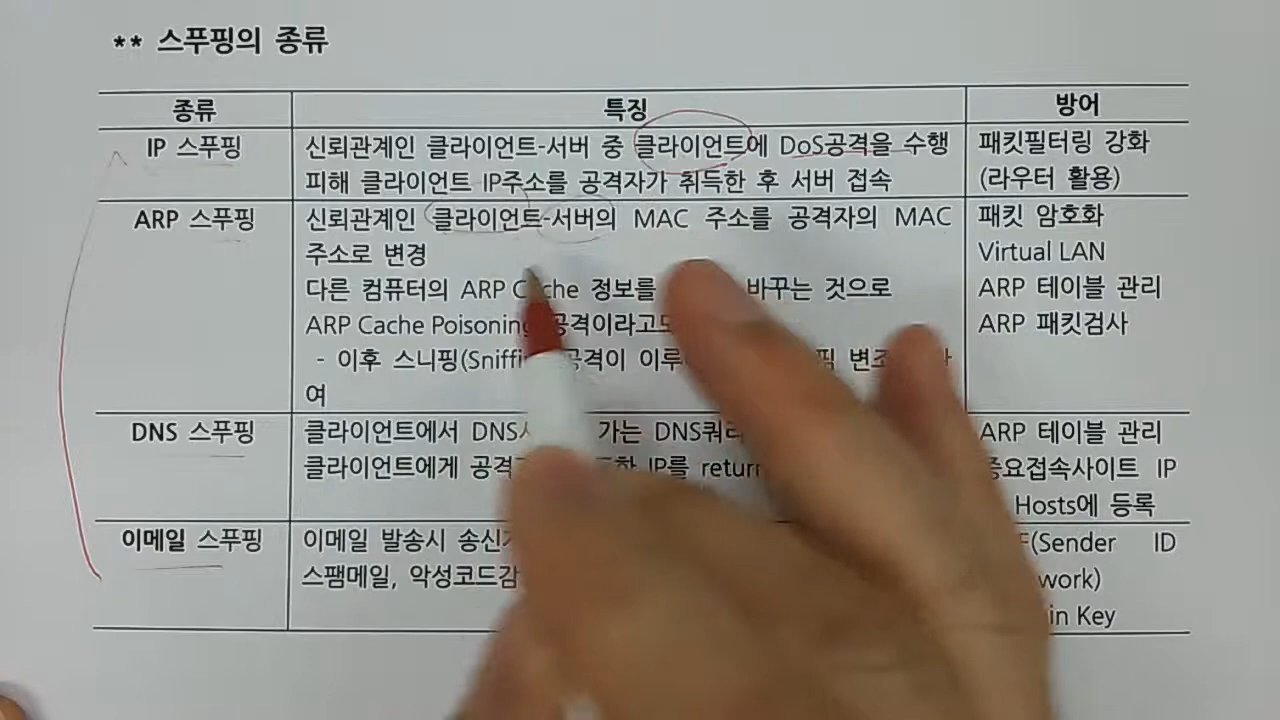 ** 스푸핑의 종류
종류 특징 방어
IP 스푸핑 신뢰관계인 클라이언트-서버 중 클라이언트에 DoS공격을 수행 패킷필터링 강화
피해 클라이언트 IP주소를 공격자가 취득한 후 서버 접속 (라우터 활용)
ARP 스푸핑 신뢰관계인 클라이언트-서버의 MAC 주소를 공격자의 MAC 패킷 암호화
주소로 변경 Virtual LAN
다른 컴퓨터의 ARP Cache 정보를 바꾸는 것으로 ARP 테이블 관리
ARP Cache Poisoning 공격이라고도 ARP 패킷검사
- 이후 스니핑(Sniffi 공격이 이루
여
DNS 스푸핑 클라이언트에서 가는 DNS쿼리 ARP 테이블 관리
클라이언트에게 IP를 return 중요접속사이트 IP
Hosts에 등록
이메일 스푸핑 이메일 발송시 (Sender ID
스팸메일, 악성코드감 work)
in Key